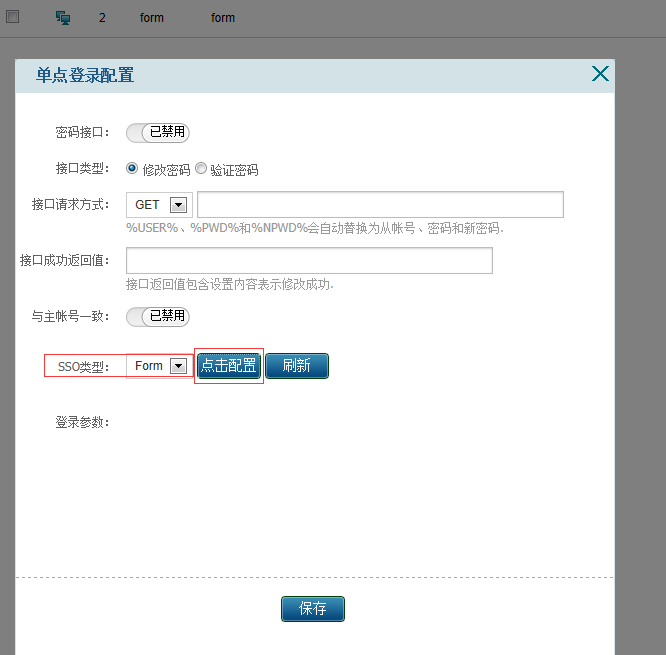 2 form form
单点登录配置
密码接口： 已禁用
接口类型： 修改密码 验证密码
接口请求方式： GET
%USER%、%PWD%和%NPWD%会自动替换为从帐号、密码和新密码.
接口成功返回值：
接口返回值包含设置内容表示修改成功.
与主帐号一致： 已禁用
SSO类型： Form 点击配置 刷新
登录参数：
保存